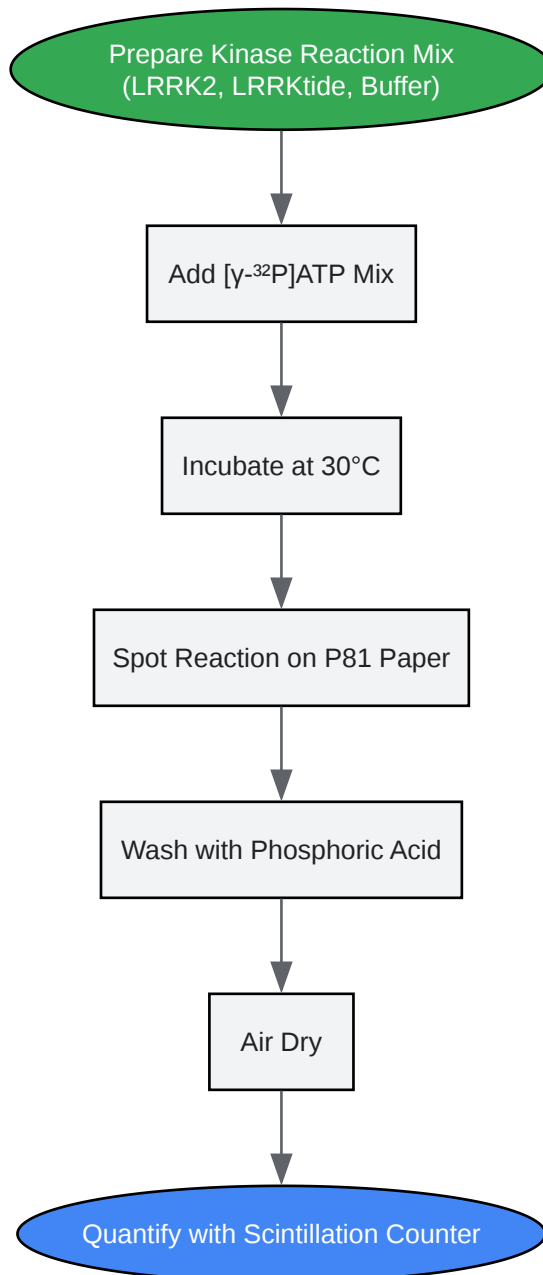 Prepare Kinase Reaction Mix
(LRRK2, LRRKtide, Buffer)
Add [γ-³²P]ATP Mix
Incubate at 30°C
Spot Reaction on P81 Paper
Wash with Phosphoric Acid
Air Dry
Quantify with Scintillation Counter